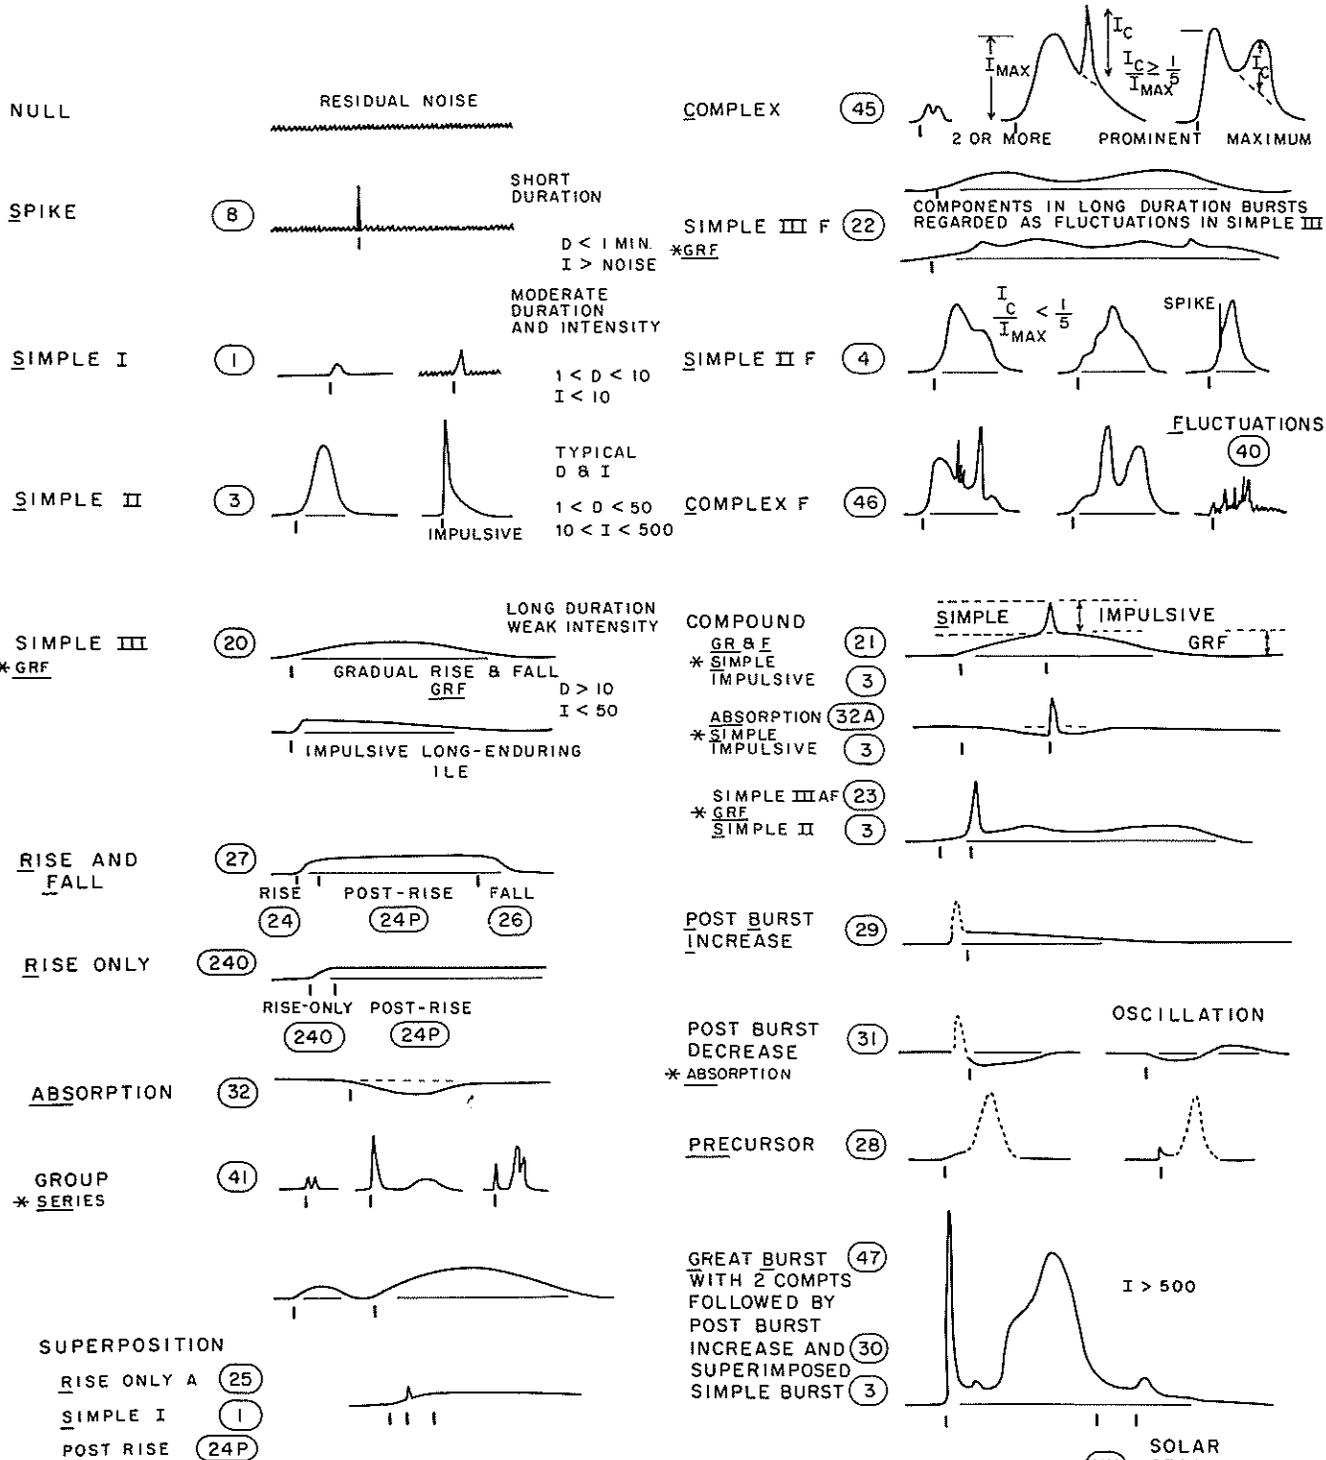 NULL
RESIDUAL NOISE
SPIKE
8
SHORT
DURATION
D < 1 MIN.
I > NOISE
SIMPLE I
1
MODERATE
DURATION
AND INTENSITY
1 < D < 10
I < 10
SIMPLE II
3
IMPULSIVE
TYPICAL
D & I
1 < D < 50
10 < I < 500
SIMPLE III
* GRF
20
LONG DURATION
WEAK INTENSITY
GRADUAL RISE & FALL
GRF
D > 10
I < 50
IMPULSIVE LONG-ENDURING
ILE
RISE AND
FALL
27
RISE
24
POST-RISE
24P
FALL
26
RISE ONLY
240
RISE-ONLY
240
POST-RISE
24P
ABSORPTION
32
GROUP
* SERIES
41
SUPERPOSITION
RISE ONLY A 25
SIMPLE I 1
POST RISE 24P
COMPLEX
45
I MAX
I C
I C / I MAX ≥ 1/5
I C
2 OR MORE PROMINENT MAXIMUM
SIMPLE III F 22
* GRF
COMPONENTS IN LONG DURATION BURSTS
REGARDED AS FLUCTUATIONS IN SIMPLE III
SIMPLE II F
4
I C / I MAX < 1/5
SPIKE
COMPLEX F
46
FLUCTUATIONS
40
COMPOUND
GR & F 21
* SIMPLE
IMPULSIVE 3
SIMPLE
IMPULSIVE
GRF
ABSORPTION 32A
* SIMPLE
IMPULSIVE 3
SIMPLE III AF 23
* GRF
SIMPLE II 3
POST BURST
INCREASE
29
POST BURST
DECREASE
* ABSORPTION
31
OSCILLATION
PRECURSOR
28
GREAT BURST 47
WITH 2 COMPTS
FOLLOWED BY
POST BURST
INCREASE AND 30
SUPERIMPOSED
SIMPLE BURST 3
I > 500
SOLAR